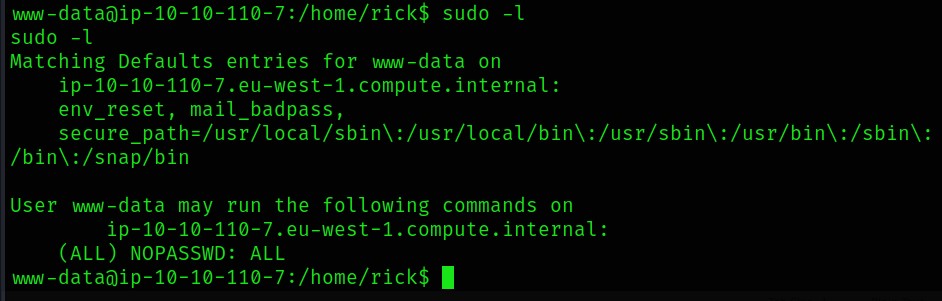 www-data@ip-10-10-110-7:/home/rick$ sudo -l
sudo -l
Matching Defaults entries for www-data on
    ip-10-10-110-7.eu-west-1.compute.internal:
    env_reset, mail_badpass,
    secure_path=/usr/local/sbin\:/usr/local/bin\:/usr/sbin\:/usr/bin\:/sbin\:
/bin\:/snap/bin

User www-data may run the following commands on
        ip-10-10-110-7.eu-west-1.compute.internal:
    (ALL) NOPASSWD: ALL
www-data@ip-10-10-110-7:/home/rick$